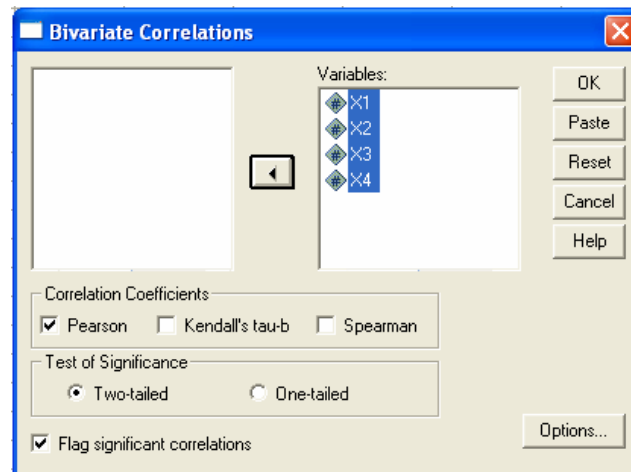 Bivariate Correlations
Variables:
X1
X2
X3
X4
OK
Paste
Reset
Cancel
Help
Correlation Coefficients
Pearson Kendall's tau-b Spearman
Test of Significance
Two-tailed One-tailed
Flag significant correlations
Options...